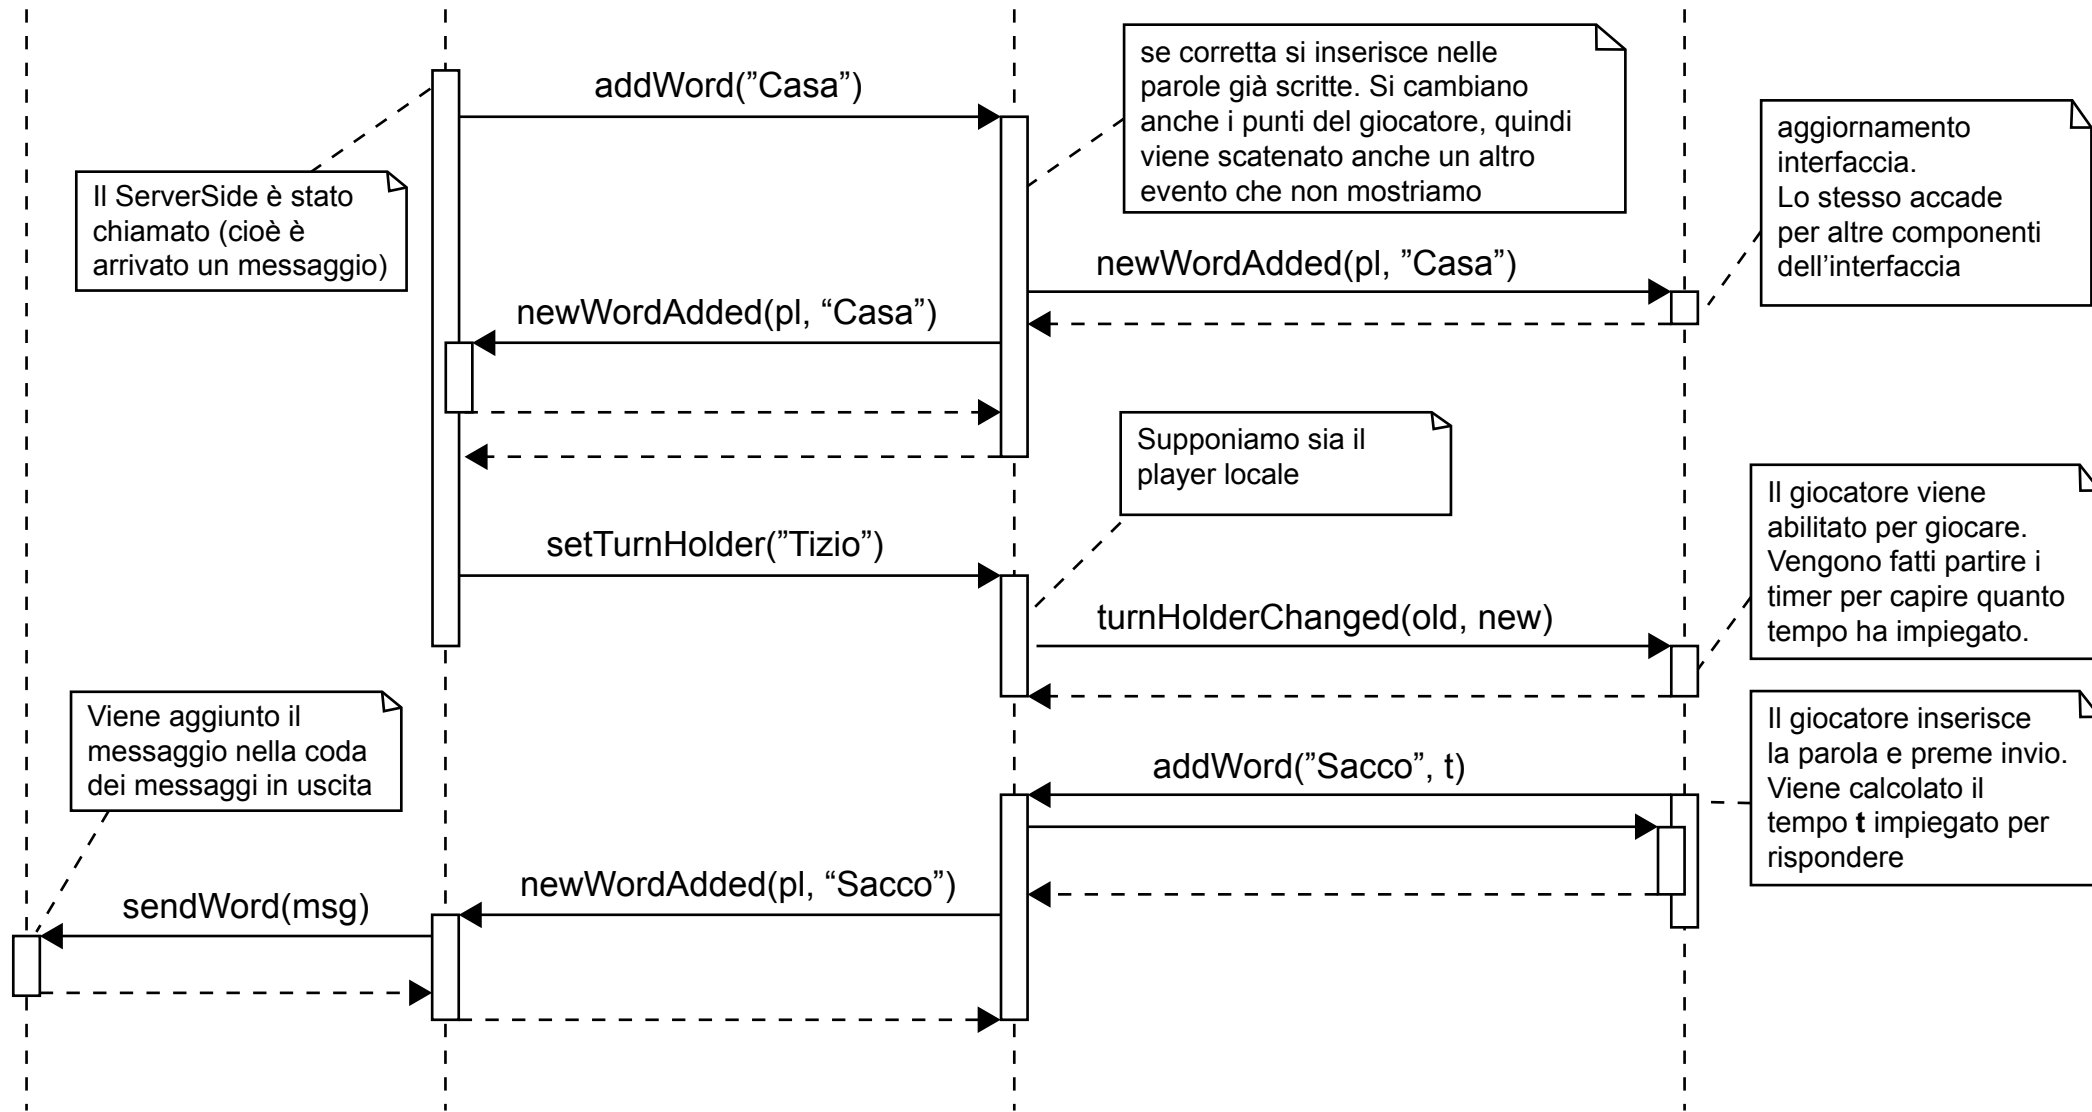 addWord(”Casa”)
se corretta si inserisce nelle
parole già scritte. Si cambiano
anche i punti del giocatore, quindi
viene scatenato anche un altro
evento che non mostriamo
aggiornamento
interfaccia.
Lo stesso accade
per altre componenti
dell’interfaccia
Il ServerSide è stato
chiamato (cioè è
arrivato un messaggio)
newWordAdded(pl, ”Casa”)
newWordAdded(pl, “Casa”)
Supponiamo sia il
player locale
Il giocatore viene
abilitato per giocare.
Vengono fatti partire i
timer per capire quanto
tempo ha impiegato.
setTurnHolder(”Tizio”)
turnHolderChanged(old, new)
Viene aggiunto il
messaggio nella coda
dei messaggi in uscita
Il giocatore inserisce
la parola e preme invio.
Viene calcolato il
tempo t impiegato per
rispondere
addWord(”Sacco”, t)
newWordAdded(pl, “Sacco”)
sendWord(msg)